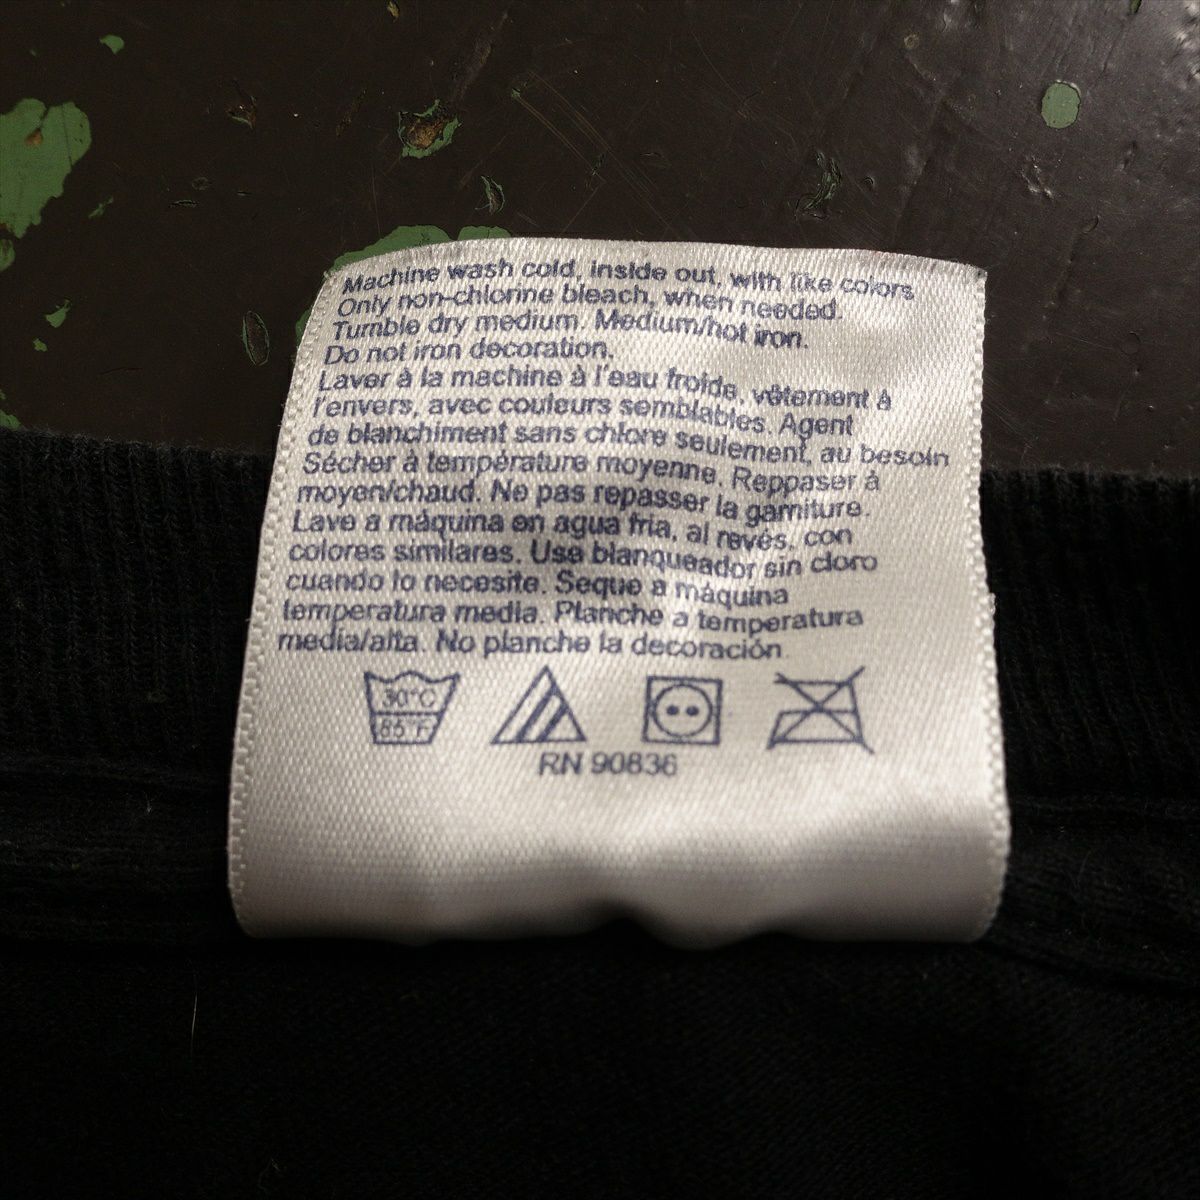 Machine wash cold, inside out, with like colors
Only non-chlorine bleach, when needed.
Tumble dry medium. Medium/hot iron.
Do not iron decoration.
Laver à la machine à l'eau froide, vêtement à
l'envers, avec couleurs semblables. Agent
de blanchiment sans chlore seulement, au besoin
Sécher à température moyenne. Reppaser à
moyen/chaud. Ne pas repasser la garniture.
Lave a máquina en agua fria, al revés, con
colores similares. Use blanqueador sin cloro
cuando lo necesite. Seque a máquina
temperatura media. Planche a temperatura
media/alta. No planche la decoración.
30°C
85°F
RN 90836